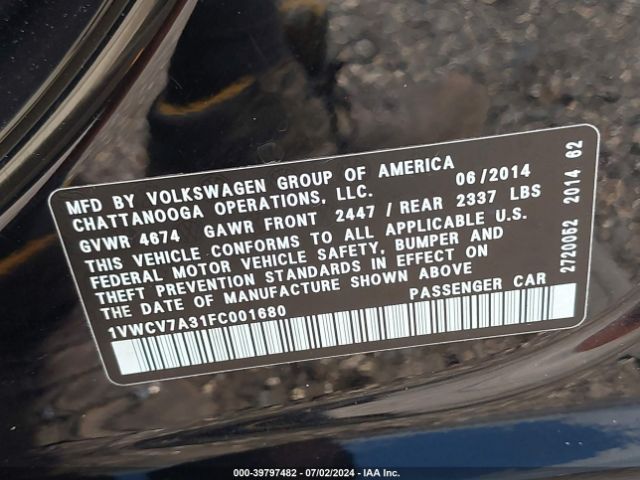 MFD BY VOLKSWAGEN GROUP OF AMERICA
CHATTANOOGA OPERATIONS, LLC. 06/2014
GVWR 4674 GAWR FRONT 2447 / REAR 2337 LBS
THIS VEHICLE CONFORMS TO ALL APPLICABLE U.S.
FEDERAL MOTOR VEHICLE SAFETY, BUMPER AND
THEFT PREVENTION STANDARDS IN EFFECT ON
THE DATE OF MANUFACTURE SHOWN ABOVE
1VWCV7A31FC001680 PASSENGER CAR
2720052 2014 62
000-39797482 - 07/02/2024 - IAA Inc.